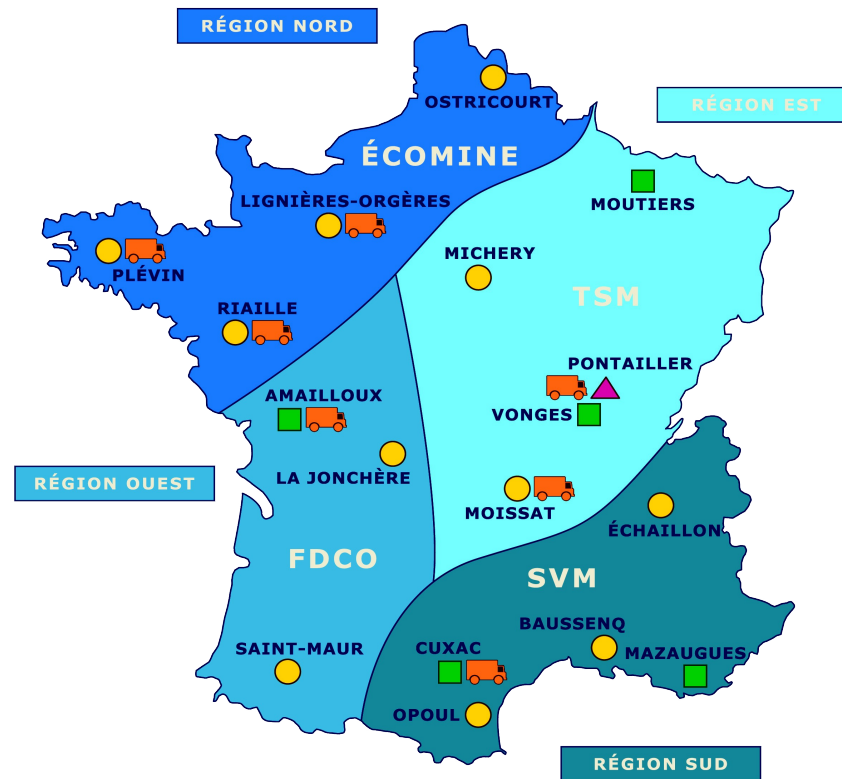 RÉGION NORD
OSTRICOURT
RÉGION EST
ÉCOMINE
LIGNIÈRES-ORGÈRES
MOUTIERS
MICHERY
PLÉVIN
TSM
RIAILLE
PONTAILLER
AMAILLOUX
VONGES
LA JONCHÈRE
RÉGION OUEST
MOISSAT
ÉCHAILLON
FDCO
SVM
BAUSSENQ
SAINT-MAUR
CUXAC
MAZAUGUES
OPOUL
RÉGION SUD